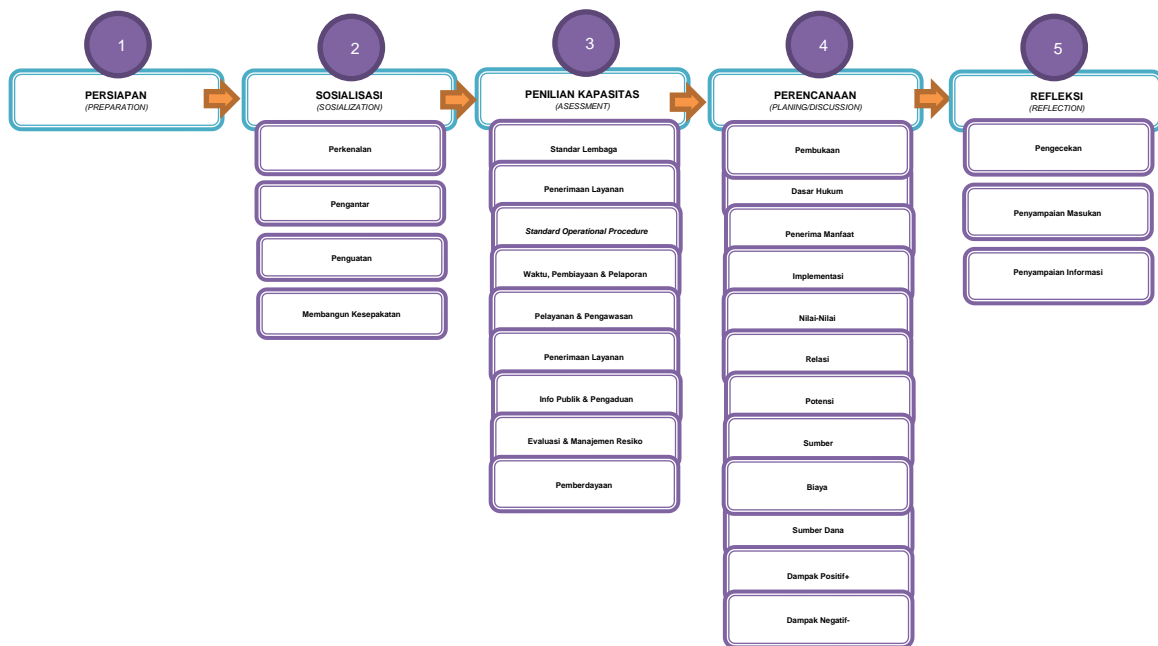 1
PERSIAPAN
(PREPARATION)
2
SOSIALISASI
(SOSIALIZATION)
Perkenalan
Pengantar
Penguatan
Membangun Kesepakatan
3
PENILIAN KAPASITAS
(ASESSMENT)
Standar Lembaga
Penerimaan Layanan
Standard Operational Procedure
Waktu, Pembiayaan & Pelaporan
Pelayanan & Pengawasan
Penerimaan Layanan
Info Publik & Pengaduan
Evaluasi & Manajemen Resiko
Pemberdayaan
4
PERENCANAAN
(PLANING/DISCUSSION)
Pembukaan
Dasar Hukum
Penerima Manfaat
Implementasi
Nilai-Nilai
Relasi
Potensi
Sumber
Biaya
Sumber Dana
Dampak Positif+
Dampak Negatif-
5
REFLEKSI
(REFLECTION)
Pengecekan
Penyampaian Masukan
Penyampaian Informasi